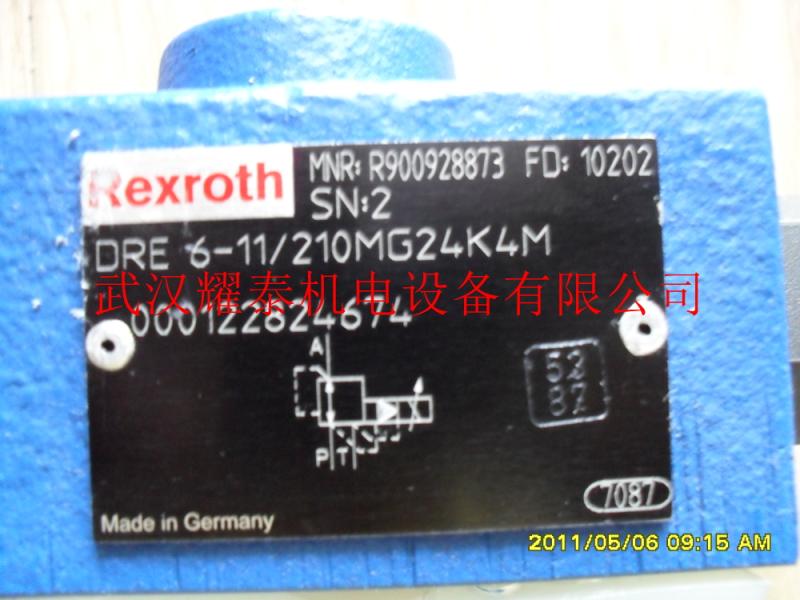 Rexroth
MNR: R900928873 FD: 10202
SN:2
DRE 6-11/210MG24K4M
武汉耀泰机电设备有限公司
000122824674
A
52
87
P T
7087
Made in Germany
2011/05/06 09:15 AM